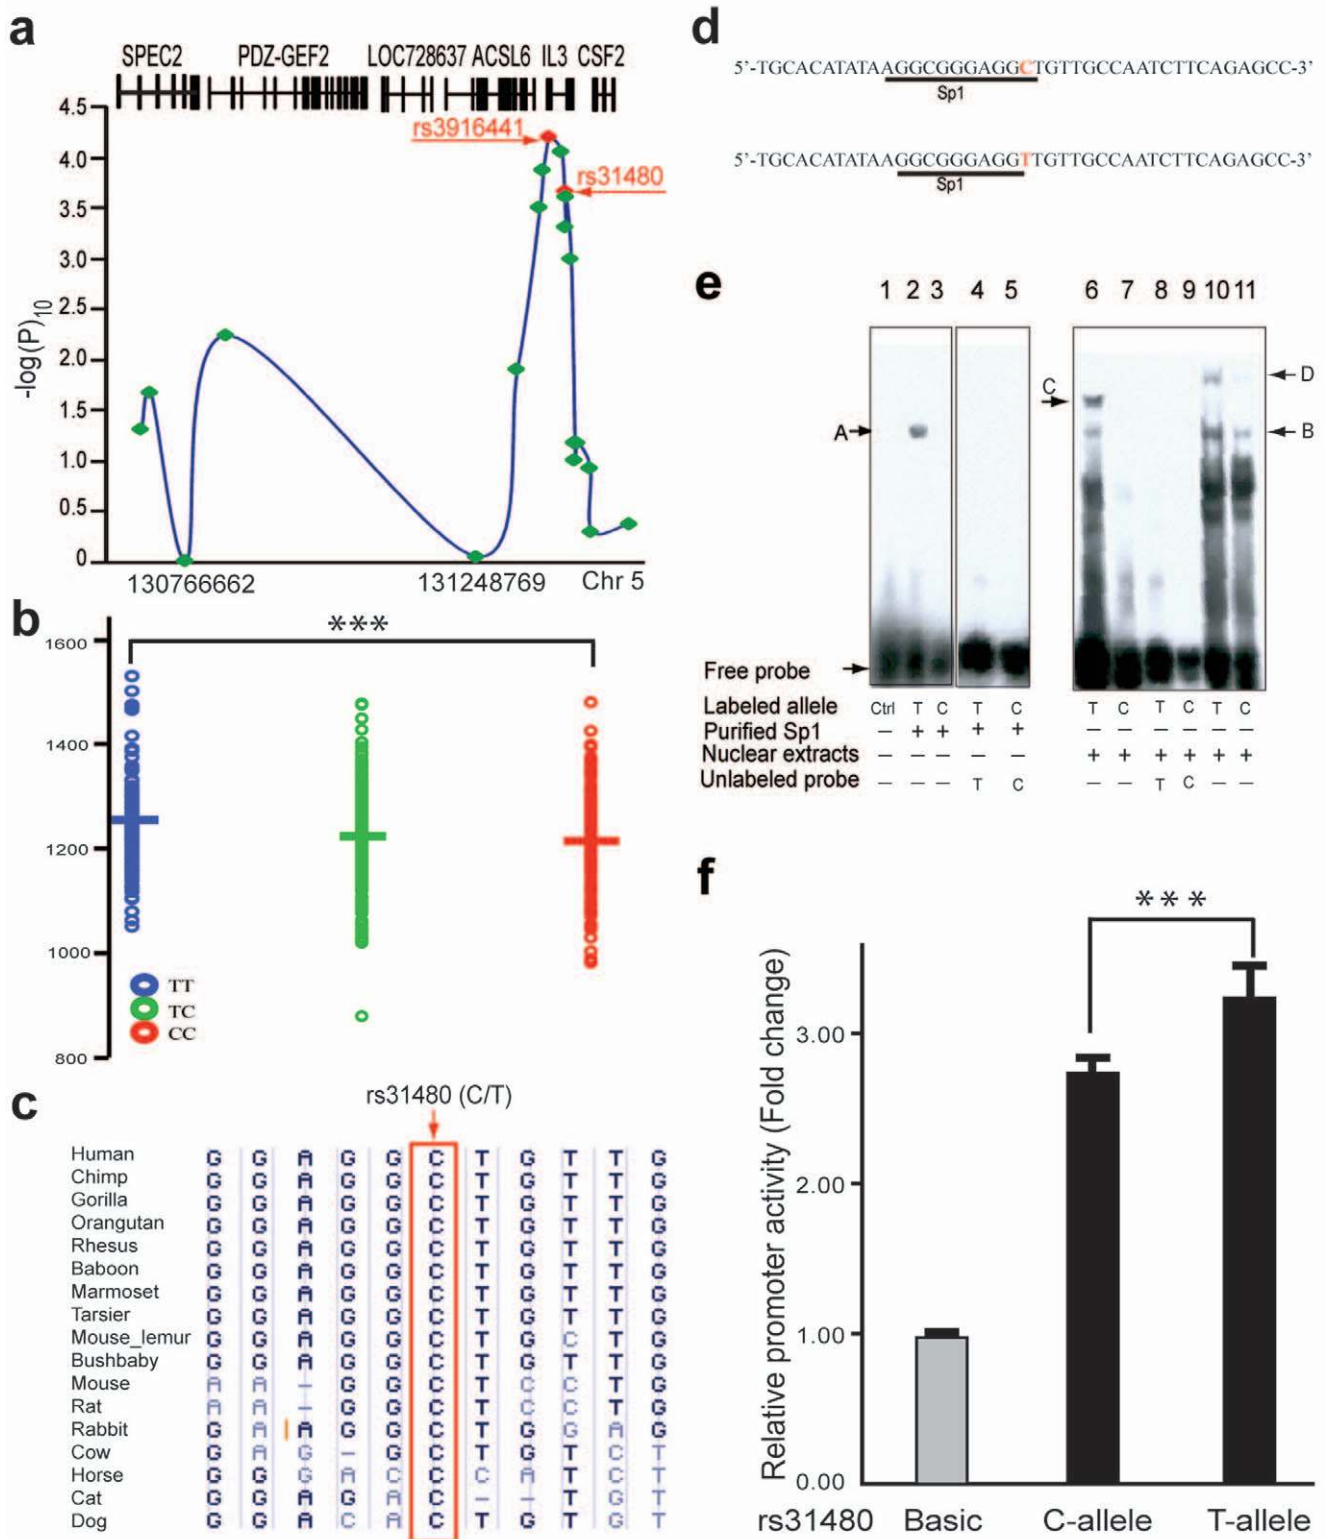 a
SPEC2 PDZ-GEF2 LOC728637 ACSL6 IL3 CSF2
4.5
4.0
3.5
3.0
2.5
2.0
1.5
1.0
0.5
0
-log(P)10
rs3916441
rs31480
130766662 131248769 Chr 5
b
***
1600
1400
1200
1000
800
TT
TC
CC
c
rs31480 (C/T)
Human G G A G G C T G T T G
Chimp G G A G G C T G T T G
Gorilla G G A G G C T G T T G
Orangutan G G A G G C T G T T G
Rhesus G G A G G C T G T T G
Baboon G G A G G C T G T T G
Marmoset G G A G G C T G T T G
Tarsier G G A G G C T G T T G
Mouse_lemur G G A G G C T G C T G
Bushbaby G G A G G C T G T T G
Mouse A A - G G C T C C T G
Rat A A - G G C T C C T G
Rabbit G A A G G C T G G A G
Cow G A G - G C T G T C T
Horse G G G A C C C A T C T
Cat G G A G A C - - T G T
Dog G G A C A C T G T G T
d
5’-TGCACATATAAGGCGGGAGGCTGTTGCCAATCTTCAGAGCC-3’
Sp1
5’-TGCACATATAAGGCGGGAGGTTGTTGCCAATCTTCAGAGCC-3’
Sp1
e
1 2 3 4 5 6 7 8 9 10 11
A
C
D
B
Free probe
Labeled allele Ctrl T C T C T C T C T C
Purified Sp1 – + + + + – – – – – –
Nuclear extracts – – – – – + + + + + +
Unlabeled probe – – – T C – – T C – –
f
***
Relative promoter activity (Fold change)
3.00
2.00
1.00
0.00
rs31480 Basic C-allele T-allele